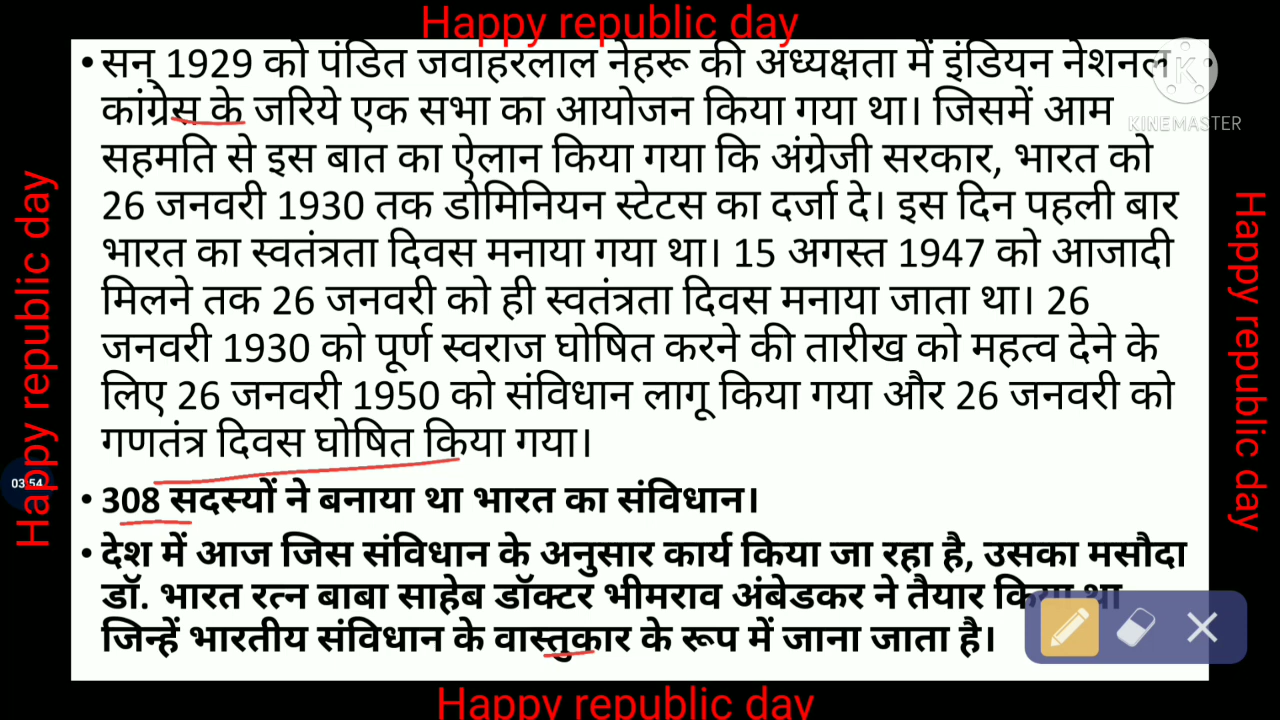 Happy republic day
• सन् 1929 को पंडित जवाहरलाल नेहरू की अध्यक्षता में इंडियन नेशनल
कांग्रेस के जरिये एक सभा का आयोजन किया गया था। जिसमें आम
सहमति से इस बात का ऐलान किया गया कि अंग्रेजी सरकार, भारत को
26 जनवरी 1930 तक डोमिनियन स्टेटस का दर्जा दे। इस दिन पहली बार
भारत का स्वतंत्रता दिवस मनाया गया था। 15 अगस्त 1947 को आजादी
मिलने तक 26 जनवरी को ही स्वतंत्रता दिवस मनाया जाता था। 26
जनवरी 1930 को पूर्ण स्वराज घोषित करने की तारीख को महत्व देने के
लिए 26 जनवरी 1950 को संविधान लागू किया गया और 26 जनवरी को
गणतंत्र दिवस घोषित किया गया।
• 308 सदस्यों ने बनाया था भारत का संविधान।
• देश में आज जिस संविधान के अनुसार कार्य किया जा रहा है, उसका मसौदा
डॉ. भारत रत्न बाबा साहेब डॉक्टर भीमराव अंबेडकर ने तैयार किया था
जिन्हें भारतीय संविधान के वास्तुकार के रूप में जाना जाता है।
Happy republic day
Happy republic day
Happy republic day
KINEMASTER
K
03:54